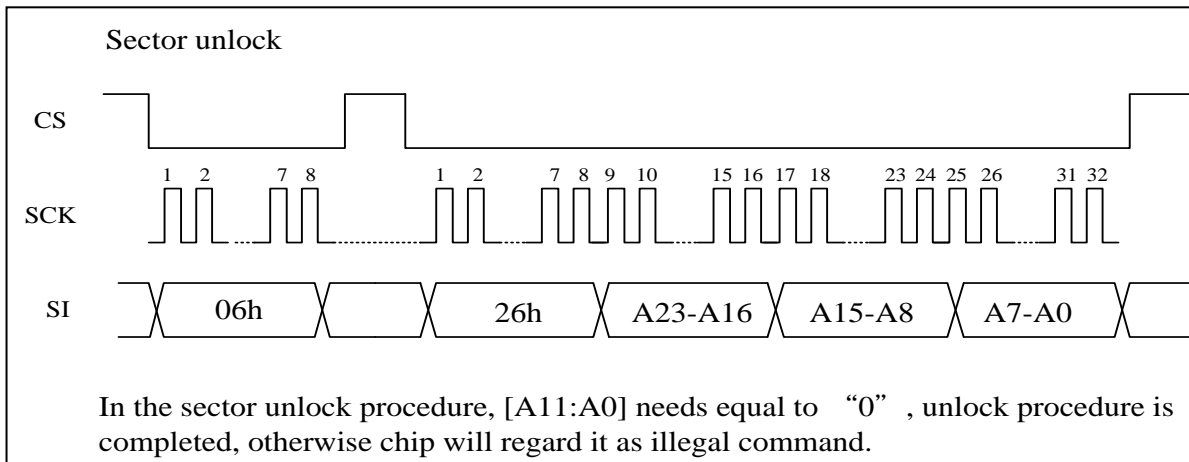 Sector unlock
CS
1 2 7 8 1 2 7 8 9 10 15 16 17 18 23 24 25 26 31 32
SCK
SI 06h 26h A23-A16 A15-A8 A7-A0
In the sector unlock procedure, [A11:A0] needs equal to “0”, unlock procedure is
completed, otherwise chip will regard it as illegal command.